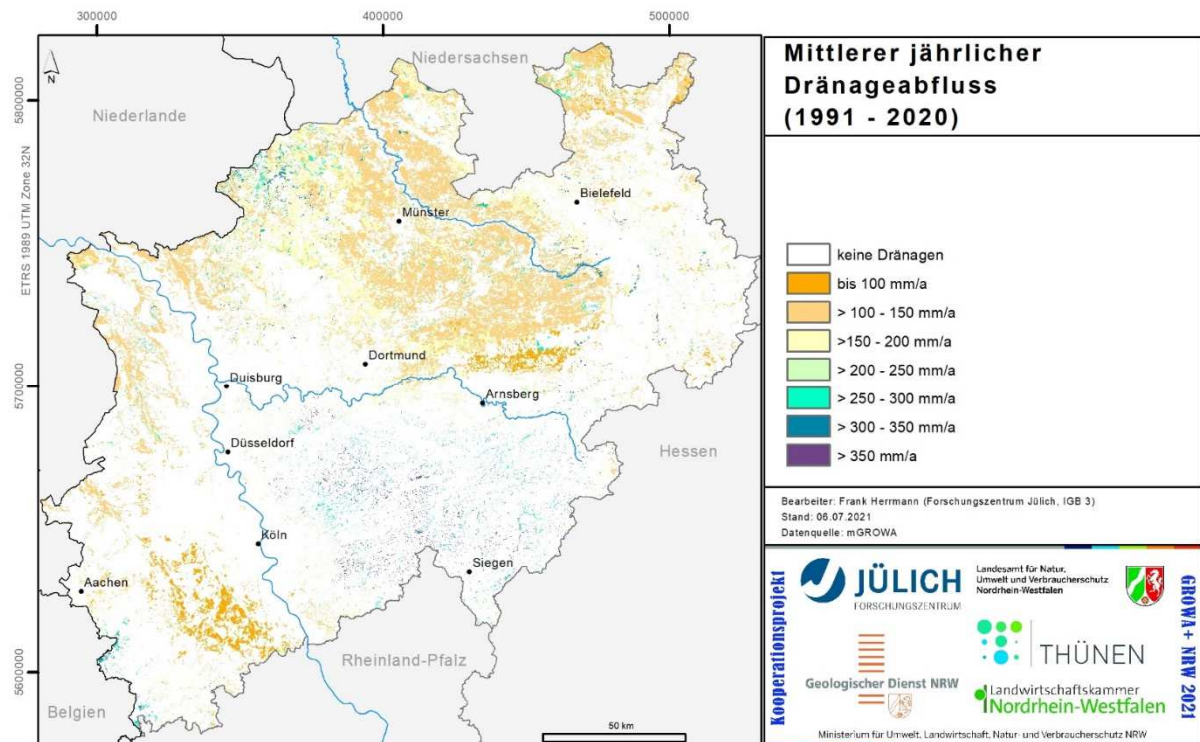 300000
400000
500000
Niedersachsen
Niederlande
N
5800000
ETRS 1989 UTM Zone 32N
Bielefeld
Münster
Dortmund
Duisburg
5700000
Arnsberg
Düsseldorf
Hessen
Köln
Siegen
Aachen
Rheinland-Pfalz
5600000
Belgien
50 km
Mittlerer jährlicher
Dränageabfluss
(1991 - 2020)
keine Dränagen
bis 100 mm/a
> 100 - 150 mm/a
>150 - 200 mm/a
> 200 - 250 mm/a
> 250 - 300 mm/a
> 300 - 350 mm/a
> 350 mm/a
Bearbeiter: Frank Herrmann (Forschungszentrum Jülich, IGB 3)
Stand: 06.07.2021
Datenquelle: mGROWA
Kooperationsprojekt
JÜLICH
FORSCHUNGSZENTRUM
Landesamt für Natur,
Umwelt und Verbraucherschutz
Nordrhein-Westfalen
THÜNEN
Geologischer Dienst NRW
Landwirtschaftskammer
Nordrhein-Westfalen
GROWA + NRW 2021
Ministerium für Umwelt, Landwirtschaft, Natur- und Verbraucherschutz NRW